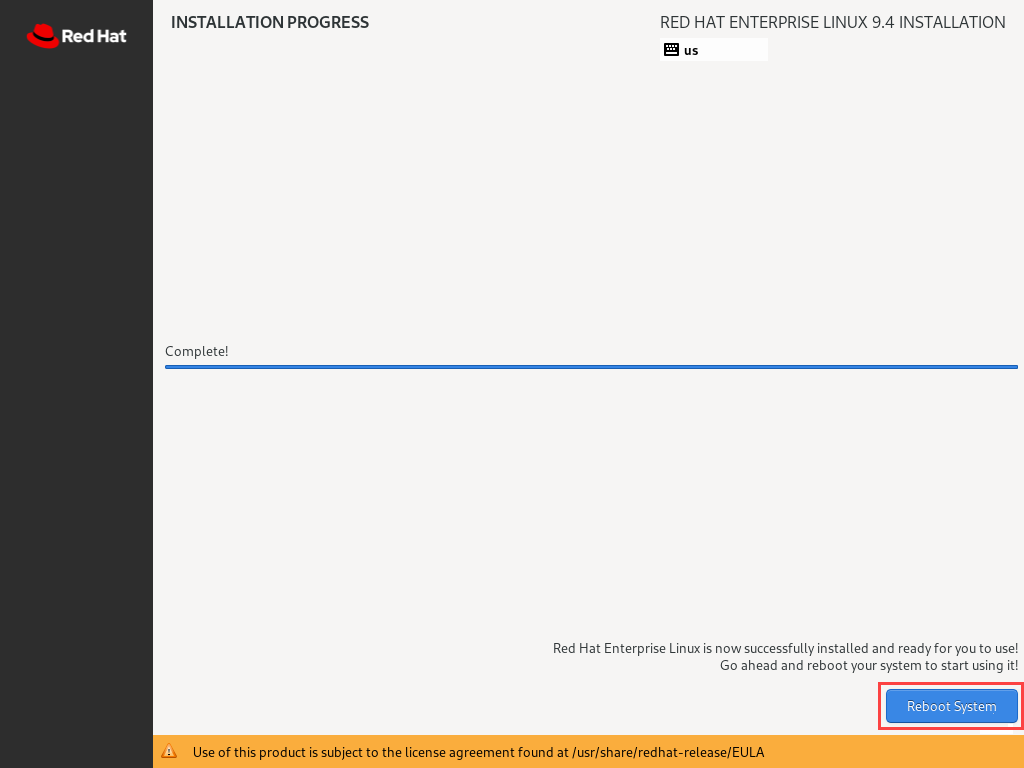 Red Hat
INSTALLATION PROGRESS
RED HAT ENTERPRISE LINUX 9.4 INSTALLATION
us
Complete!
Red Hat Enterprise Linux is now successfully installed and ready for you to use!
Go ahead and reboot your system to start using it!
Reboot System
Use of this product is subject to the license agreement found at /usr/share/redhat-release/EULA